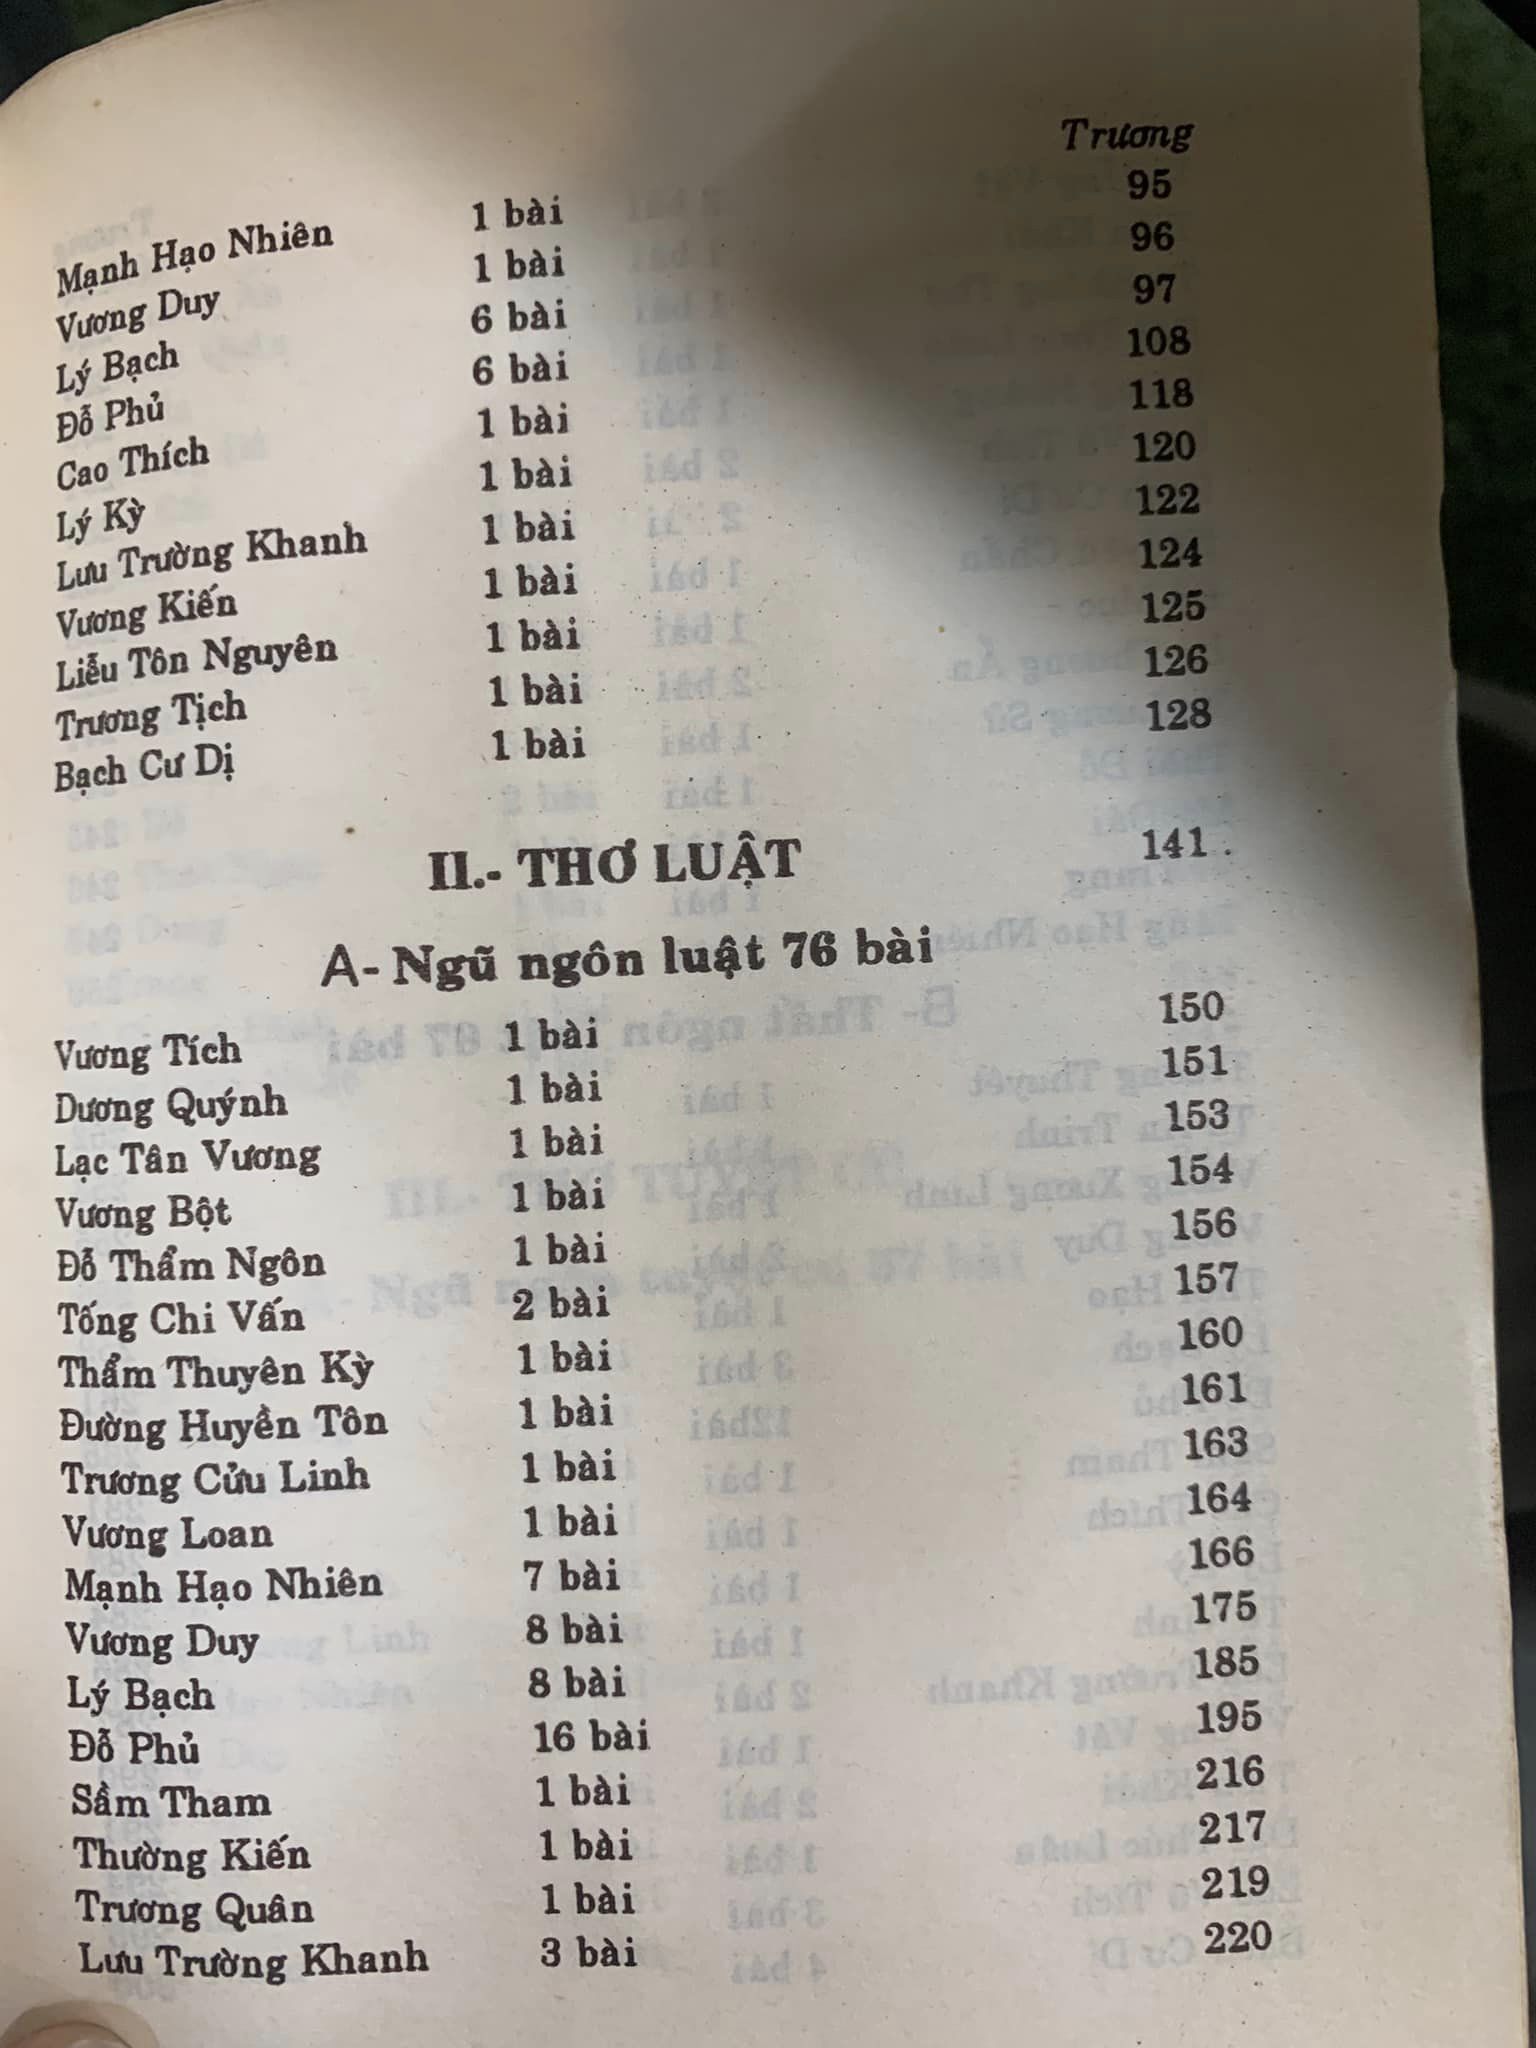 Trương
Mạnh Hạo Nhiên 1 bài 95
Vương Duy 1 bài 96
Lý Bạch 6 bài 97
Đỗ Phủ 6 bài 108
Cao Thích 1 bài 118
Lý Kỳ 1 bài 120
Lưu Trường Khanh 1 bài 122
Vương Kiến 1 bài 124
Liễu Tôn Nguyên 1 bài 125
Trương Tịch 1 bài 126
Bạch Cư Dị 1 bài 128
II.- THƠ LUẬT 141
A- Ngũ ngôn luật 76 bài
Vương Tích 1 bài 150
Dương Quýnh 1 bài 151
Lạc Tân Vương 1 bài 153
Vương Bột 1 bài 154
Đỗ Thẩm Ngôn 1 bài 156
Tống Chi Vấn 2 bài 157
Thẩm Thuyên Kỳ 1 bài 160
Đường Huyền Tôn 1 bài 161
Trương Cửu Linh 1 bài 163
Vương Loan 1 bài 164
Mạnh Hạo Nhiên 7 bài 166
Vương Duy 8 bài 175
Lý Bạch 8 bài 185
Đỗ Phủ 16 bài 195
Sầm Tham 1 bài 216
Thường Kiến 1 bài 217
Trương Quân 1 bài 219
Lưu Trường Khanh 3 bài 220